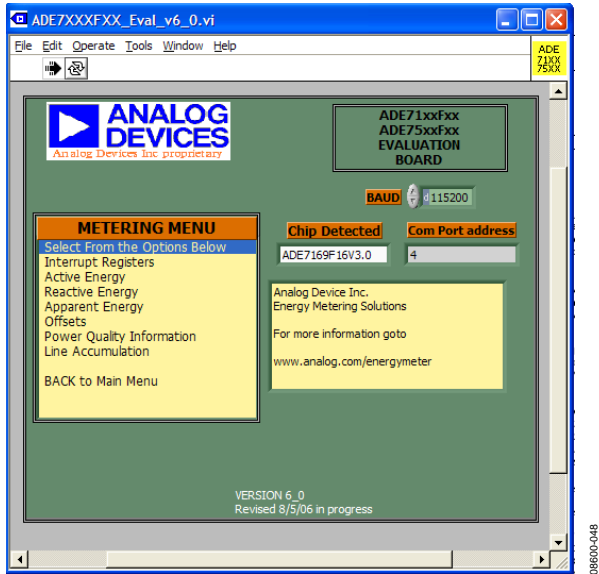 ADE7XXXFXX_Eval_v6_0.vi
File Edit Operate Tools Window Help
ADE
71XX
75XX
ANALOG
DEVICES
Analog Devices Inc proprietary
ADE71xxFxx
ADE75xxFxx
EVALUATION
BOARD
BAUD d 115200
METERING MENU
Select From the Options Below
Interrupt Registers
Active Energy
Reactive Energy
Apparent Energy
Offsets
Power Quality Information
Line Accumulation
BACK to Main Menu
Chip Detected Com Port address
ADE7169F16V3.0 4
Analog Device Inc.
Energy Metering Solutions
For more information goto
www.analog.com/energymeter
VERSION 6_0
Revised 8/5/06 in progress
08600-048